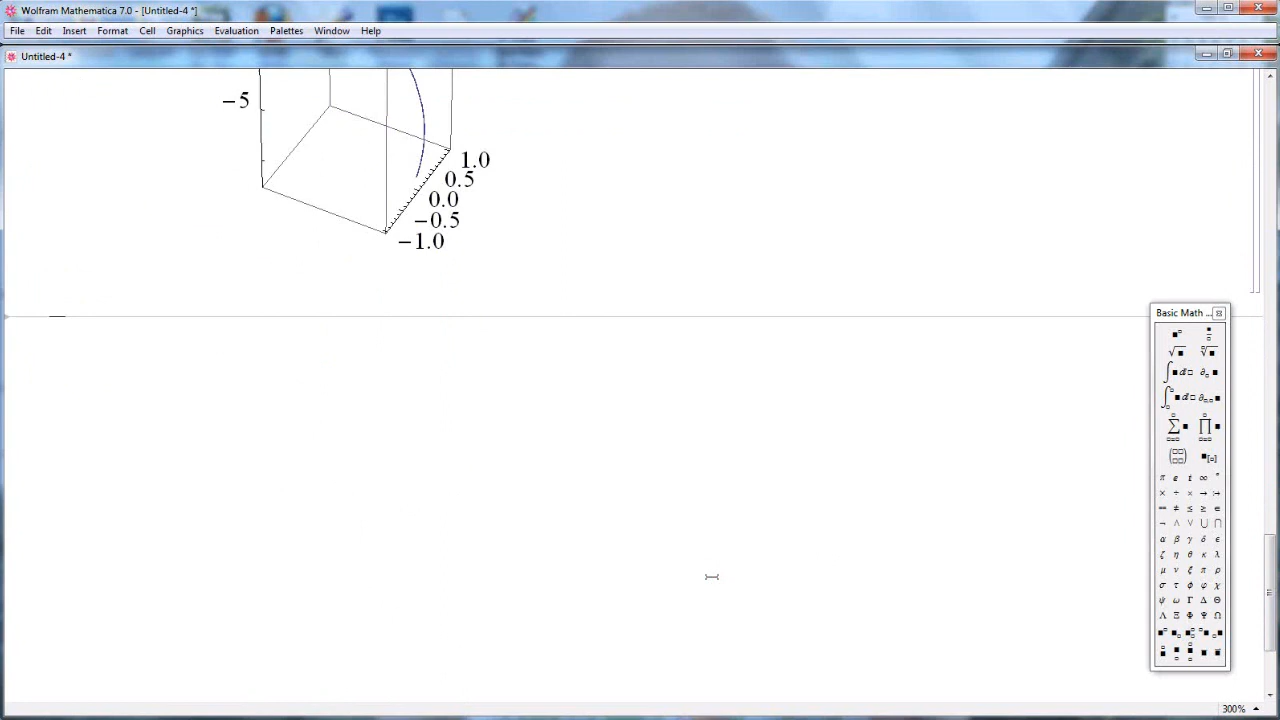 Wolfram Mathematica 7.0 - [Untitled-4 *]
File Edit Insert Format Cell Graphics Evaluation Palettes Window Help
Untitled-4 *
−5
1.0
0.5
0.0
−0.5
−1.0
Basic Math ...
π e i ∞ °
× ÷ × → :→
== ≠ ≤ ≥ ∈
¬ ∧ ∨ ∪ ∩
α β γ δ ε
ζ η θ κ λ
μ ν ξ π ρ
σ τ ϕ φ χ
ψ ω Γ Δ Θ
Λ Ξ Φ Ψ Ω
300%